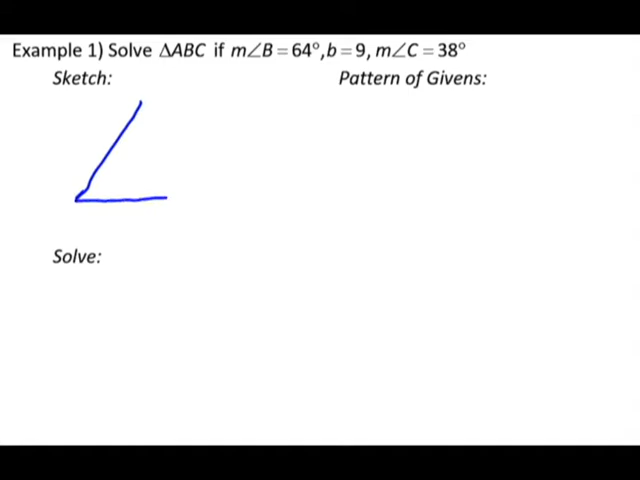 Example 1) Solve ΔABC if m∠B = 64°, b = 9, m∠C = 38°
Sketch:
Pattern of Givens:
Solve: